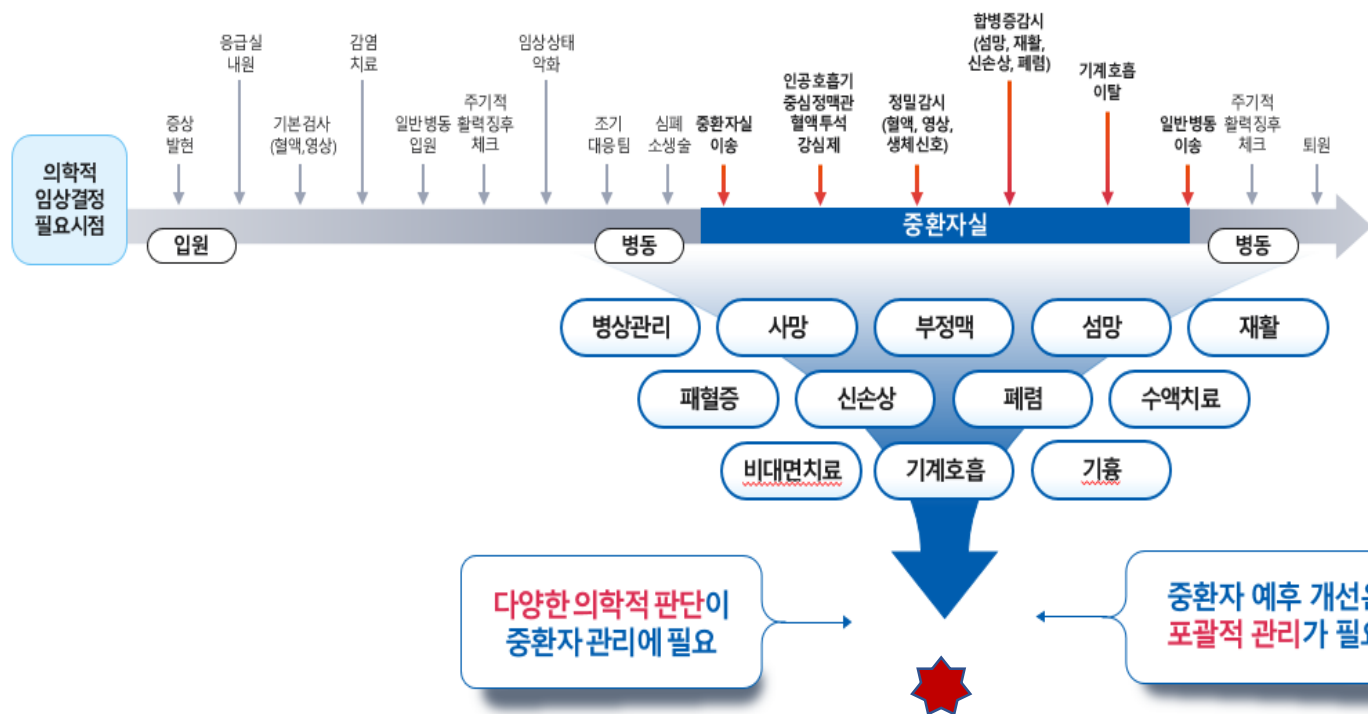 의학적
임상결정
필요시점
증상
발현
응급실
내원
기본검사
(혈액,영상)
감염
치료
일반병동
입원
주기적
활력징후
체크
임상상태
악화
조기
대응팀
심폐
소생술
중환자실
이송
인공호흡기
중심정맥관
혈액투석
강심제
정밀감시
(혈액, 영상,
생체신호)
합병증감시
(섬망, 재활,
신손상, 폐렴)
기계호흡
이탈
일반병동
이송
주기적
활력징후
체크
퇴원
입원
병동
중환자실
병동
병상관리
사망
부정맥
섬망
재활
패혈증
신손상
폐렴
수액치료
비대면치료
기계호흡
기흉
다양한 의학적 판단이
중환자 관리에 필요
중환자 예후 개선
포괄적 관리가